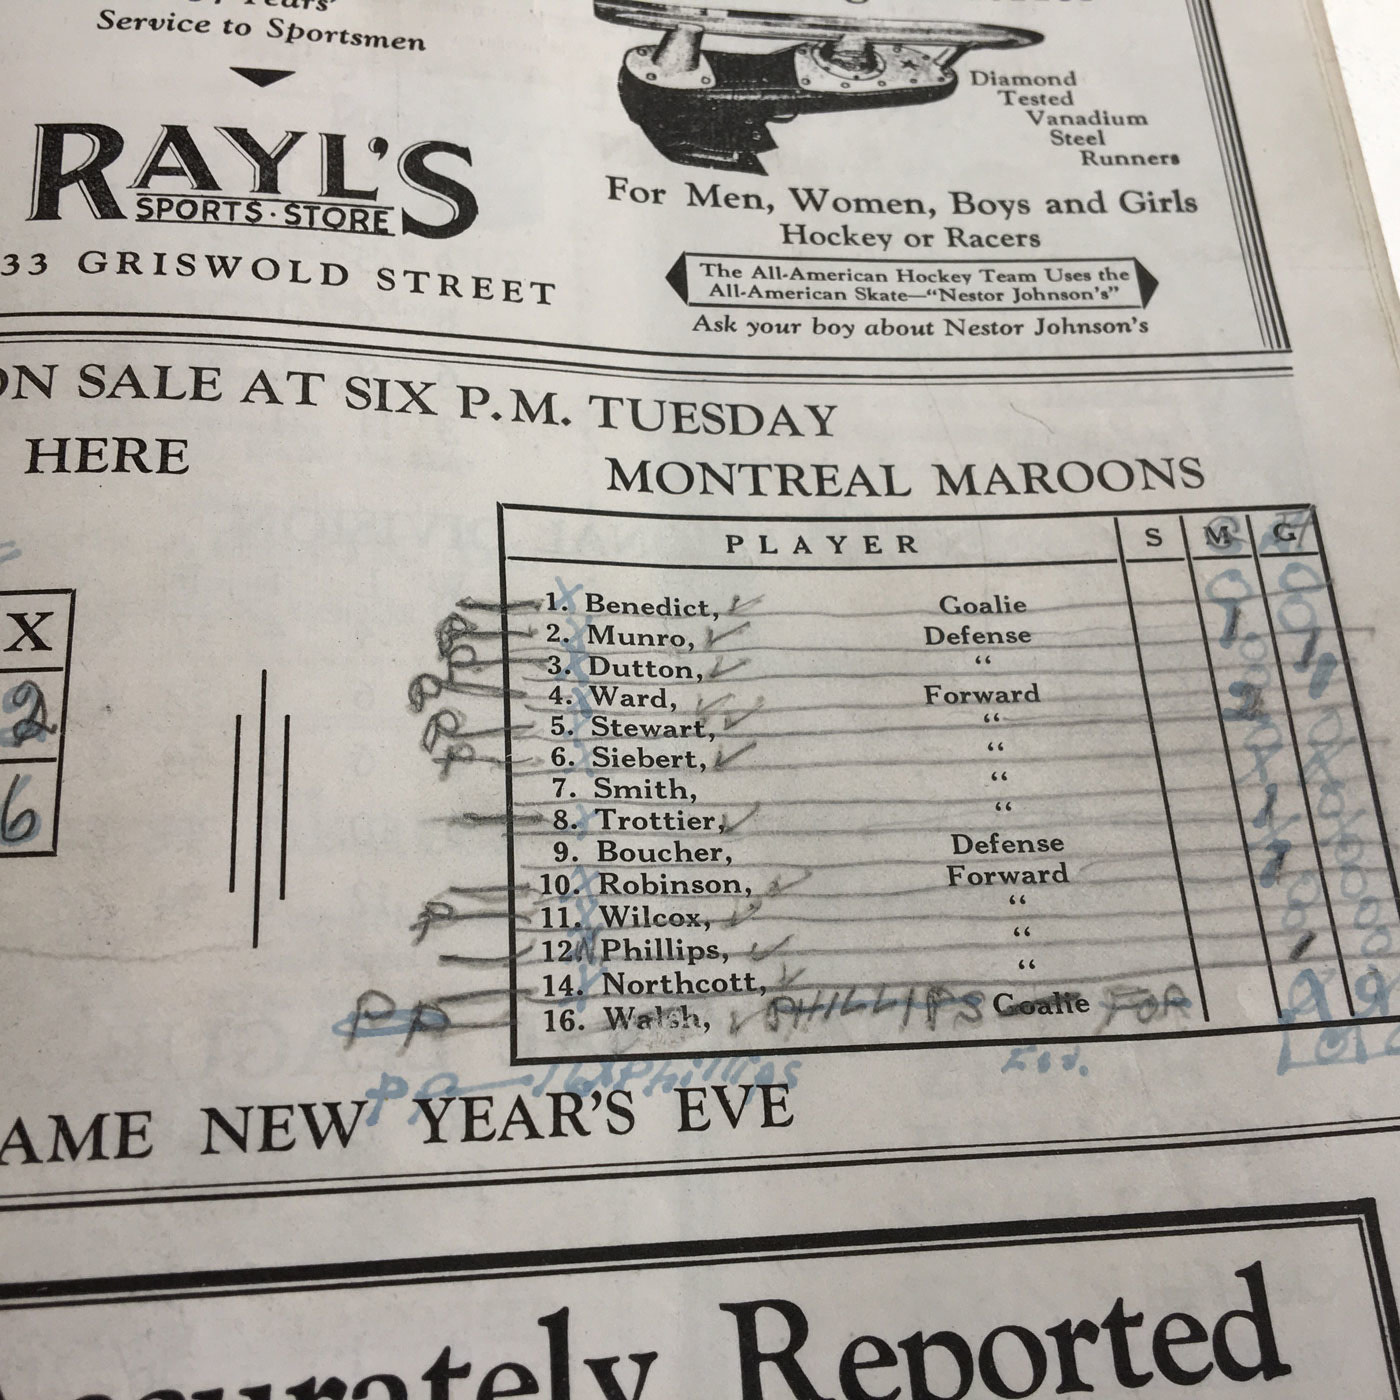 Years'
Service to Sportsmen
RAYL'S
SPORTS · STORE
33 GRISWOLD STREET
Diamond
Tested
Vanadium
Steel
Runners
For Men, Women, Boys and Girls
Hockey or Racers
The All-American Hockey Team Uses the
All-American Skate—"Nestor Johnson's"
Ask your boy about Nestor Johnson's
ON SALE AT SIX P.M. TUESDAY
HERE
X
2
6
MONTREAL MAROONS
PLAYER S M G
1. Benedict, Goalie
2. Munro, Defense
3. Dutton, "
4. Ward, Forward
5. Stewart, "
6. Siebert, "
7. Smith, "
8. Trottier, "
9. Boucher, Defense
10. Robinson, Forward
11. Wilcox, "
12. Phillips, "
14. Northcott, "
16. Walsh, PHILLIPS Goalie FOR
16 X Phillips
AME NEW YEAR'S EVE
Accurately Reported